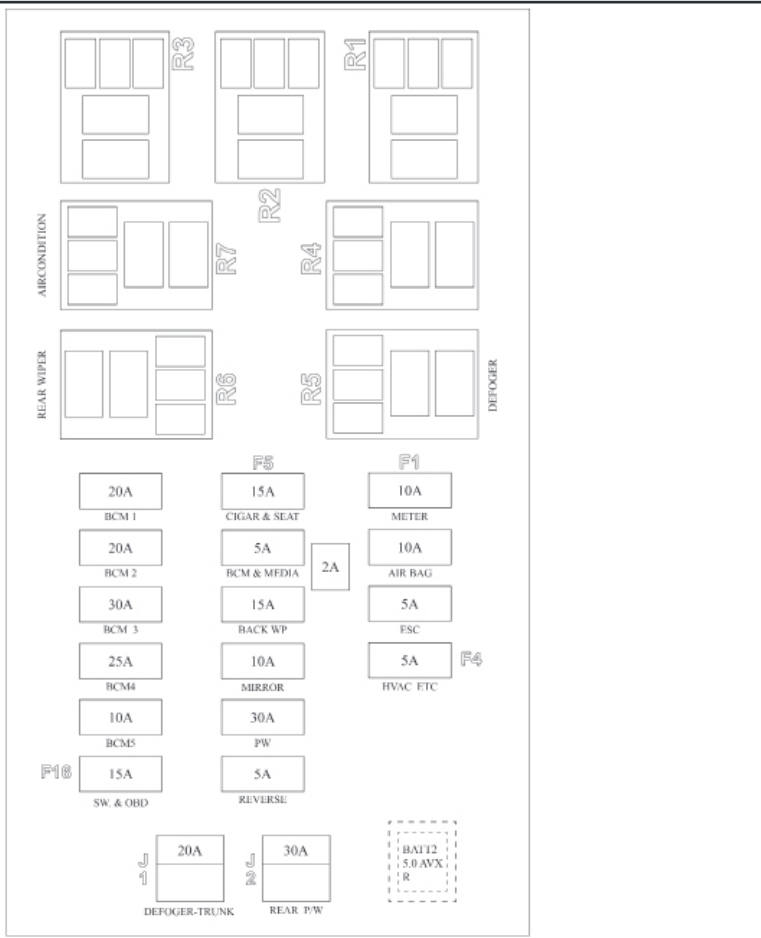 R3
R1
R2
AIRCONDITION
R7
R4
REAR WIPER
R6
R5
DEFOGER
F5
F1
20A
15A
10A
BCM 1
CIGAR & SEAT
METER
20A
5A
2A
10A
BCM 2
BCM & MEDIA
AIR BAG
30A
15A
5A
BCM 3
BACK WP
ESC
25A
10A
5A
F4
BCM4
MIRROR
HVAC ETC
10A
30A
BCM5
PW
F16
15A
5A
SW. & OBD
REVERSE
J1
20A
J2
30A
DEFOGER-TRUNK
REAR P/W
BATT2
5.0 AVX
R